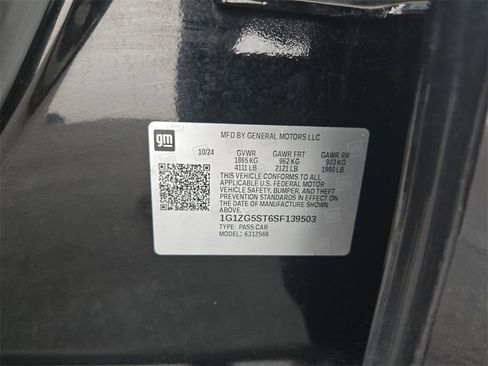 gm
MFD BY GENERAL MOTORS LLC
10/24 GVWR GAWR FRT GAWR RR
1865 KG 962 KG 903 KG
4111 LB 2121 LB 1990 LB
THIS VEHICLE CONFORMS TO ALL
APPLICABLE U.S. FEDERAL MOTOR
VEHICLE SAFETY, BUMPER, AND THEFT
PREVENTION STANDARDS IN EFFECT
ON THE DATE OF MANUFACTURE
SHOWN ABOVE.
1G1ZG5ST6SF139503
TYPE: PASS CAR
MODEL: 631ZS69